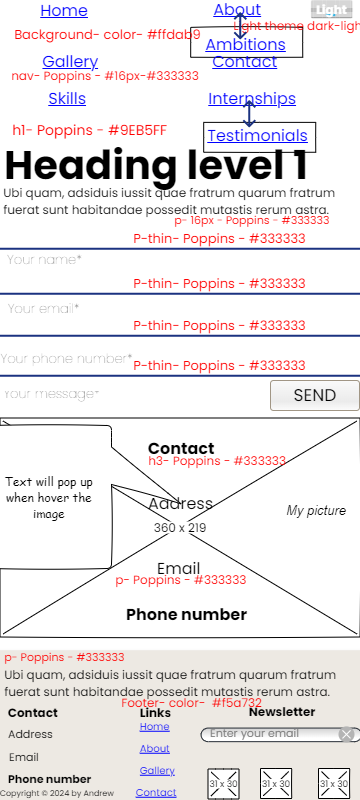 Home
About
Light
Light theme dark-ligh
Background- color- #ffdab9
Ambitions
Gallery
Contact
nav- Poppins - #16px-#333333
Skills
Internships
h1- Poppins - #9EB5FF
Testimonials
Heading level 1
Ubi quam, adsiduis iussit quae fratrum quarum fratrum
fuerat sunt habitandae possedit mutastis rerum astra.
p- 16px - Poppins - #333333
P-thin- Poppins - #333333
Your name*
P-thin- Poppins - #333333
Your email*
P-thin- Poppins - #333333
Your phone number*
P-thin- Poppins - #333333
Your message*
SEND
Contact
h3- Poppins - #333333
Text will pop up
when hover the
image
Address
My picture
360 x 219
Email
p- Poppins - #333333
Phone number
p- Poppins - #333333
Ubi quam, adsiduis iussit quae fratrum quarum fratrum
fuerat sunt habitandae possedit mutastis rerum astra.
Footer- color- #f5a732
Contact
Links
Newsletter
Home
Address
Enter your email
About
Email
Gallery
Phone number
31 x 30
31 x 30
31 x 30
Contact
Copyright © 2024 by Andrew